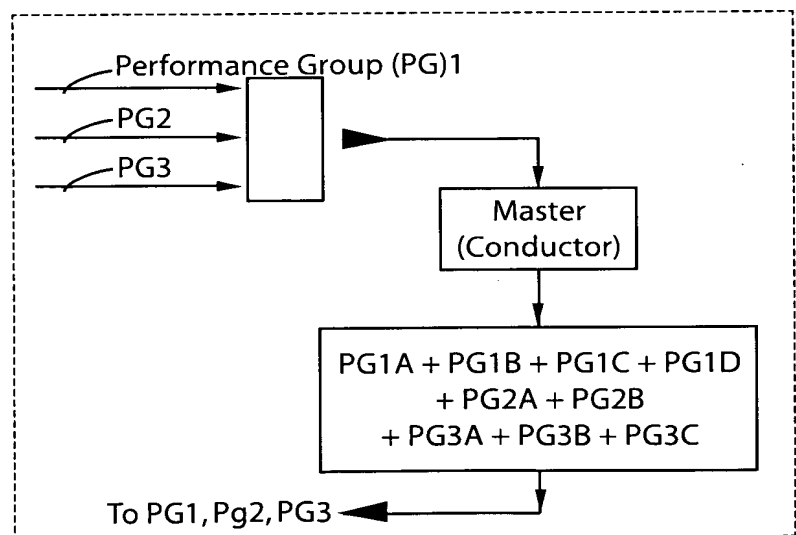 Performance Group (PG)1
PG2
PG3
Master
(Conductor)
PG1A + PG1B + PG1C + PG1D
+ PG2A + PG2B
+ PG3A + PG3B + PG3C
To PG1, Pg2, PG3